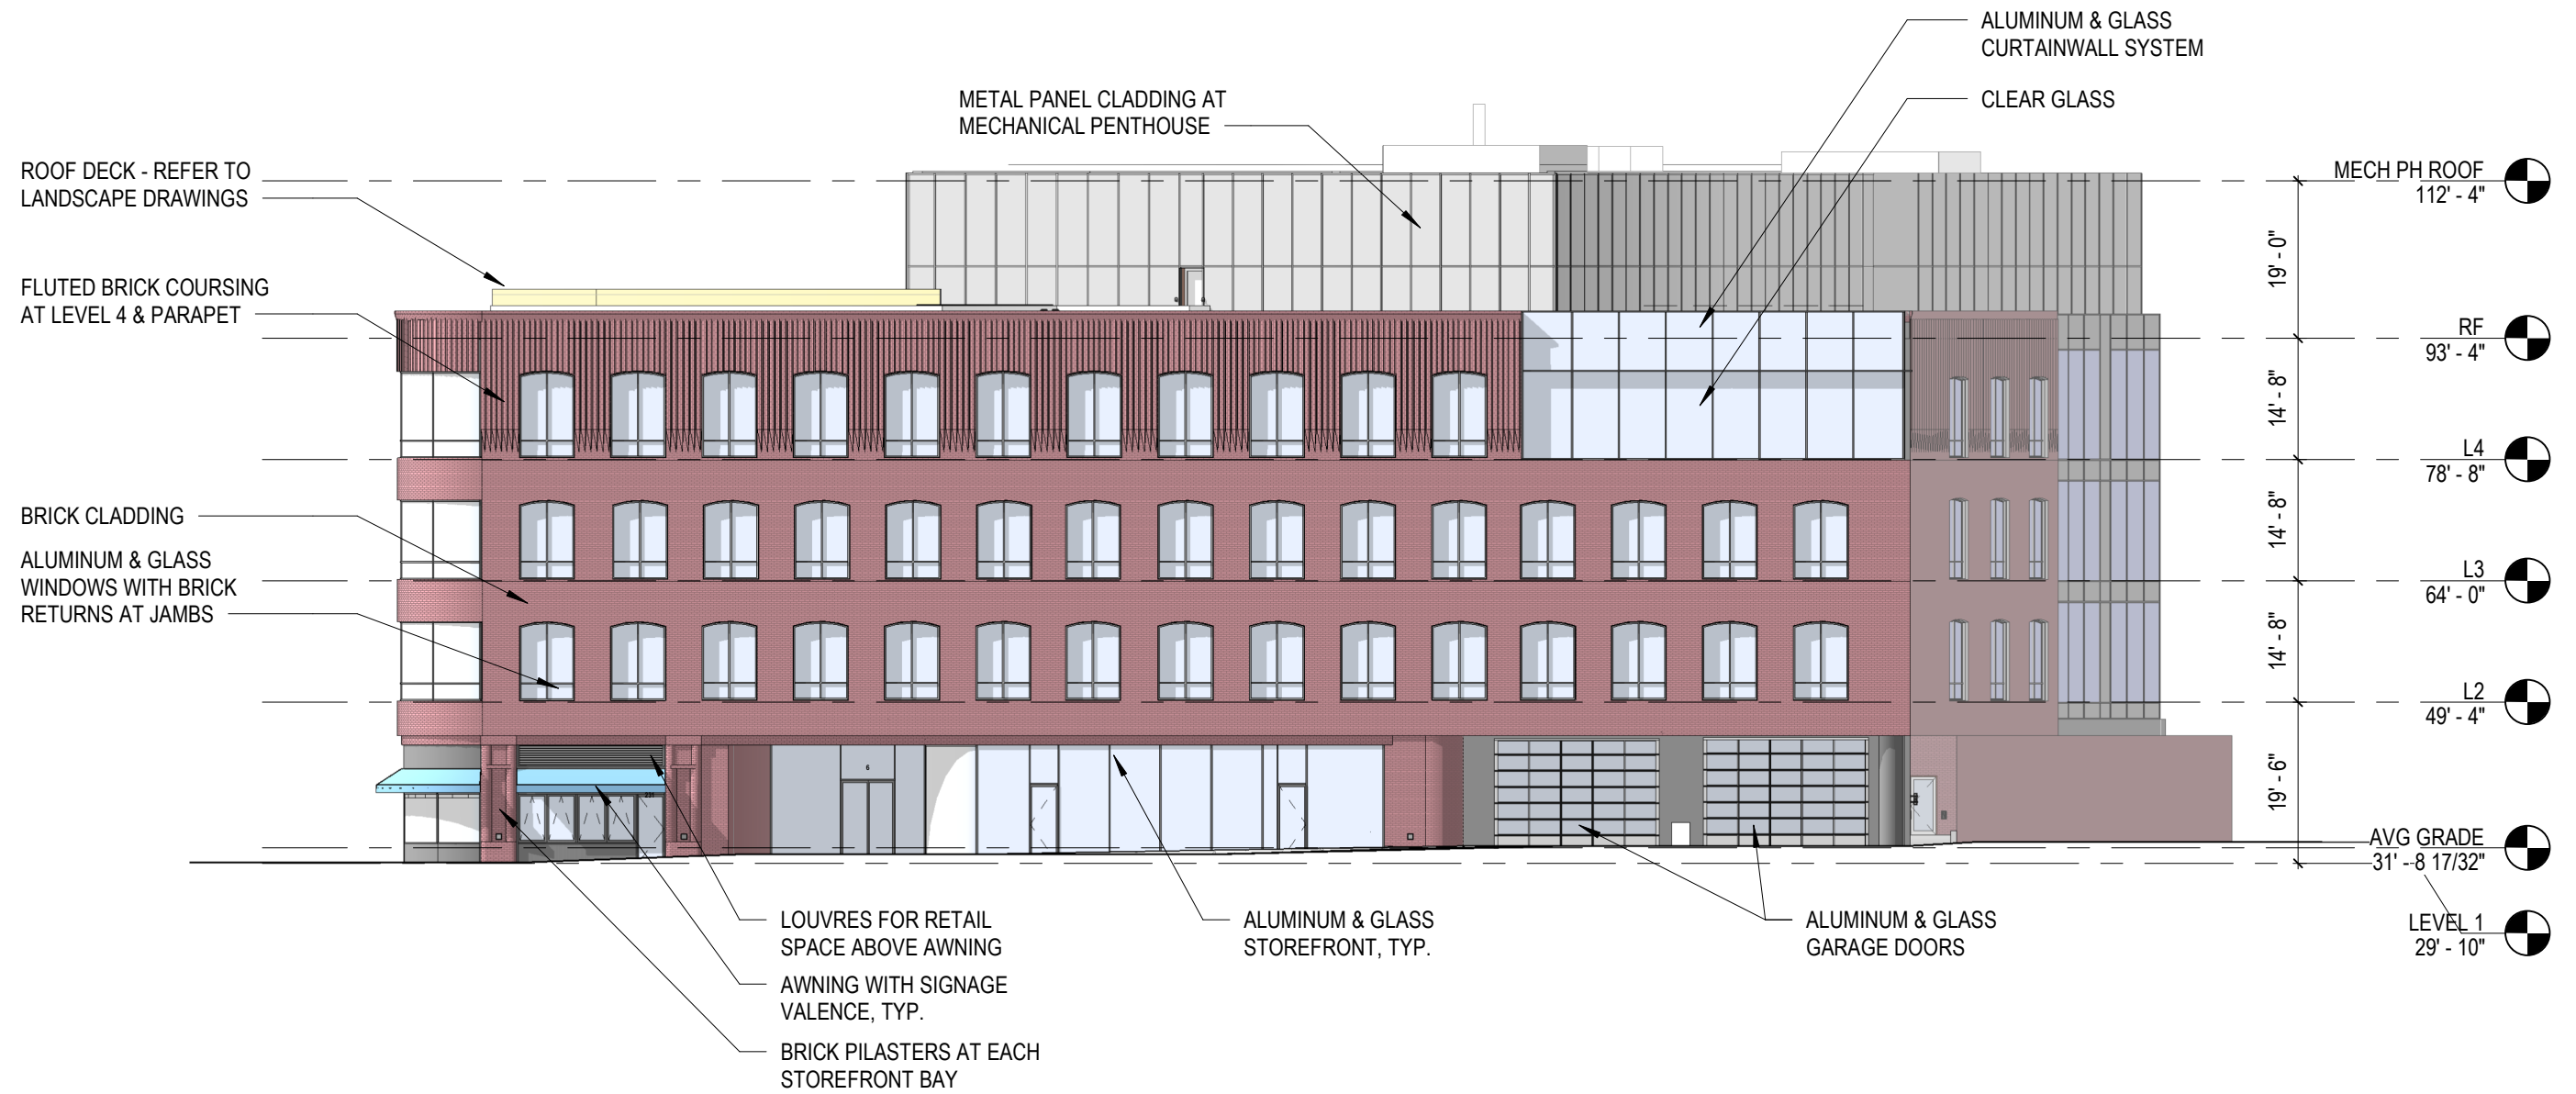 ALUMINUM & GLASS
CURTAINWALL SYSTEM
METAL PANEL CLADDING AT
MECHANICAL PENTHOUSE
CLEAR GLASS
ROOF DECK - REFER TO
LANDSCAPE DRAWINGS
FLUTED BRICK COURSING
AT LEVEL 4 & PARAPET
BRICK CLADDING
ALUMINUM & GLASS
WINDOWS WITH BRICK
RETURNS AT JAMBS
MECH PH ROOF
112' - 4"
19' - 0"
RF
93' - 4"
14' - 8"
L4
78' - 8"
14' - 8"
L3
64' - 0"
14' - 8"
L2
49' - 4"
19' - 6"
AVG GRADE
31' - 8 17/32"
LEVEL 1
29' - 10"
6
231
LOUVRES FOR RETAIL
SPACE ABOVE AWNING
AWNING WITH SIGNAGE
VALENCE, TYP.
BRICK PILASTERS AT EACH
STOREFRONT BAY
ALUMINUM & GLASS
STOREFRONT, TYP.
ALUMINUM & GLASS
GARAGE DOORS